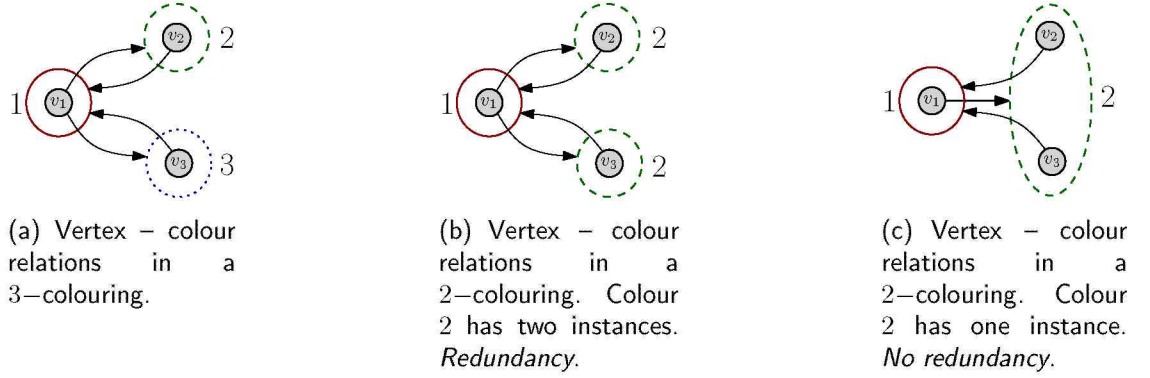 v₂ 2
1 v₁
v₃ 3
(a) Vertex – colour
relations in a
3−colouring.
v₂ 2
1 v₁
v₃ 2
(b) Vertex – colour
relations in a
2−colouring. Colour
2 has two instances.
Redundancy.
v₂
1 v₁ 2
v₃
(c) Vertex – colour
relations in a
2−colouring. Colour
2 has one instance.
No redundancy.